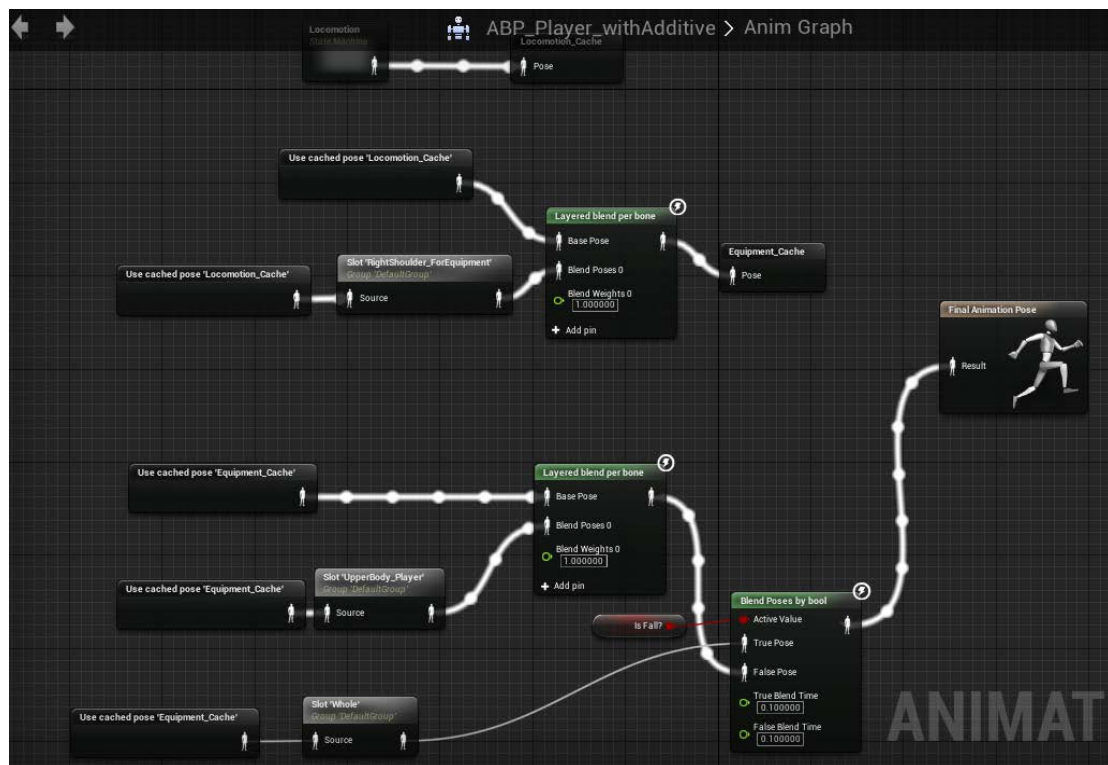 ABP_Player_withAdditive > Anim Graph
Locomotion
State Machine
Locomotion_Cache
Pose
Use cached pose 'Locomotion_Cache'
Layered blend per bone
Base Pose
Blend Poses 0
Blend Weights 0
1.000000
Add pin
Equipment_Cache
Pose
Use cached pose 'Locomotion_Cache'
Slot 'RightShoulder_ForEquipment'
Group 'DefaultGroup'
Source
Final Animation Pose
Result
Use cached pose 'Equipment_Cache'
Layered blend per bone
Base Pose
Blend Poses 0
Blend Weights 0
1.000000
Add pin
Use cached pose 'Equipment_Cache'
Slot 'UpperBody_Player'
Group 'DefaultGroup'
Source
Is Fall?
Blend Poses by bool
Active Value
True Pose
False Pose
True Blend Time
0.100000
False Blend Time
0.100000
Use cached pose 'Equipment_Cache'
Slot 'Whole'
Group 'DefaultGroup'
Source
ANIMAT